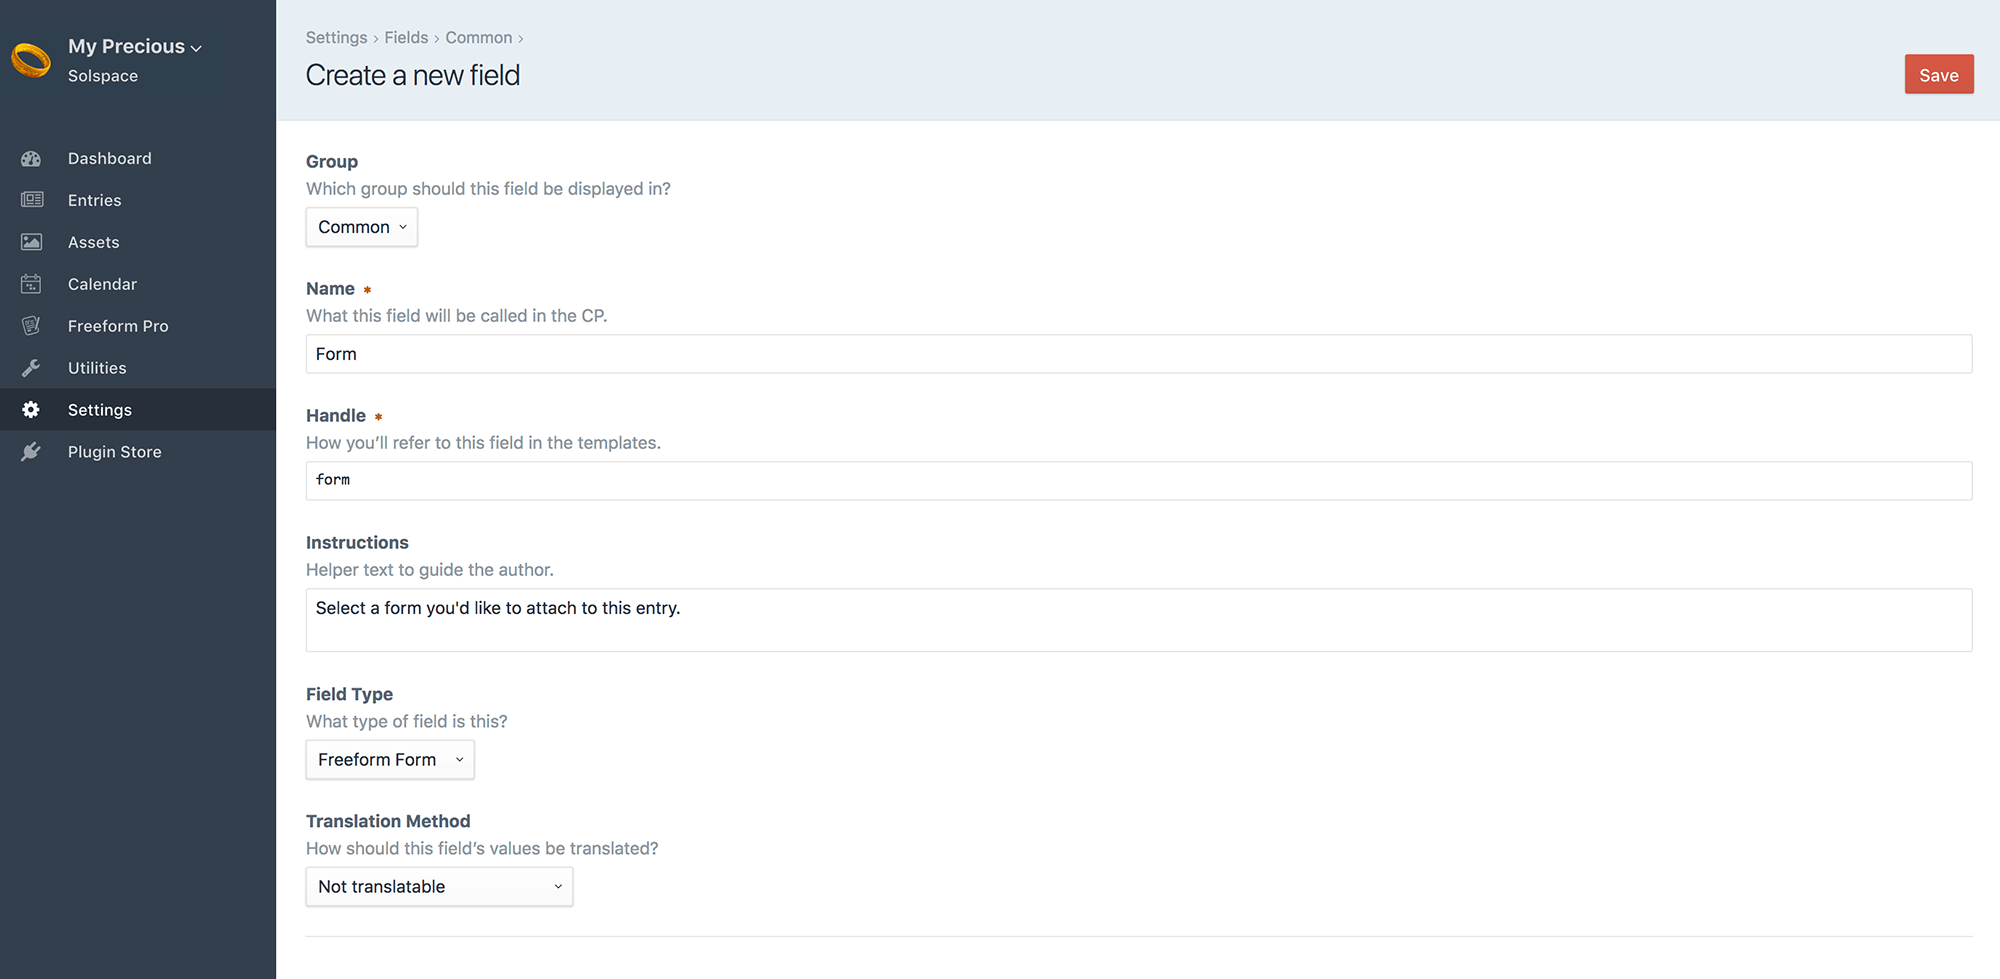 My Precious
Solspace
Dashboard
Entries
Assets
Calendar
Freeform Pro
Utilities
Settings
Plugin Store
Settings › Fields › Common ›
Create a new field
Save
Group
Which group should this field be displayed in?
Common
Name *
What this field will be called in the CP.
Form
Handle *
How you’ll refer to this field in the templates.
form
Instructions
Helper text to guide the author.
Select a form you'd like to attach to this entry.
Field Type
What type of field is this?
Freeform Form
Translation Method
How should this field’s values be translated?
Not translatable